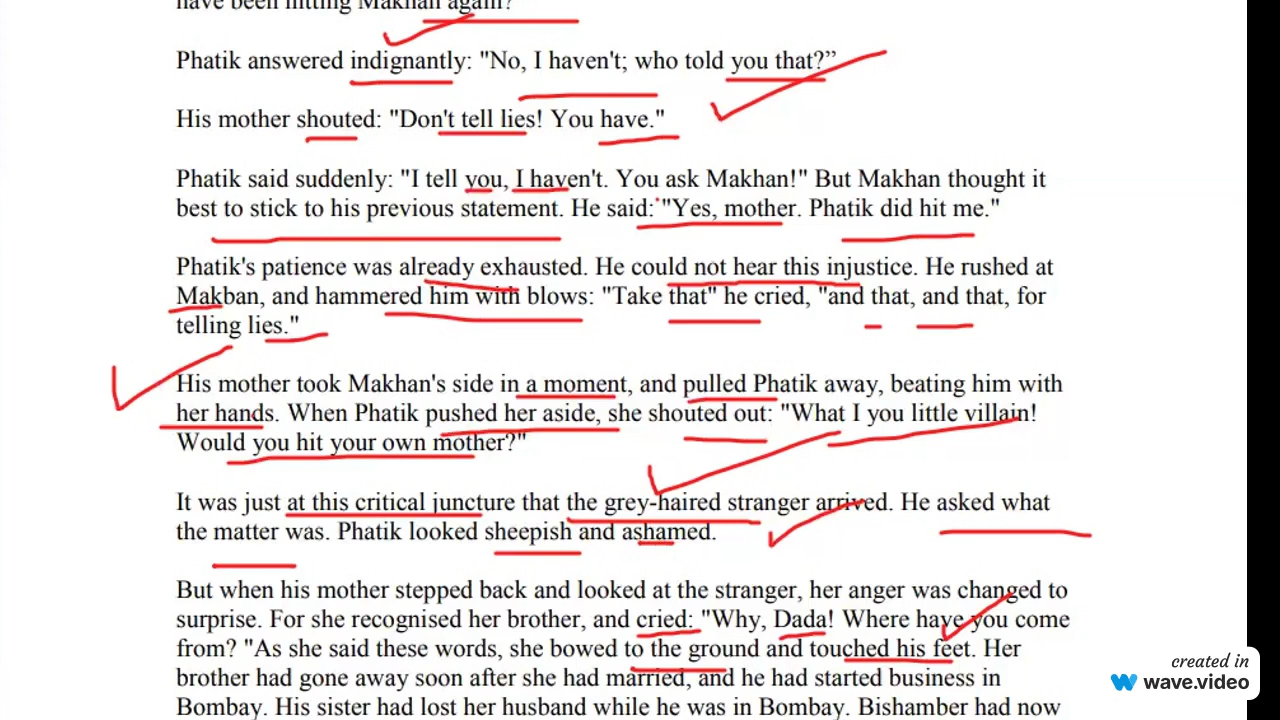 have been hitting Makhan again?"
Phatik answered indignantly: "No, I haven't; who told you that?”
His mother shouted: "Don't tell lies! You have."
Phatik said suddenly: "I tell you, I haven't. You ask Makhan!" But Makhan thought it
best to stick to his previous statement. He said: "Yes, mother. Phatik did hit me."
Phatik's patience was already exhausted. He could not hear this injustice. He rushed at
Makban, and hammered him with blows: "Take that" he cried, "and that, and that, for
telling lies."
His mother took Makhan's side in a moment, and pulled Phatik away, beating him with
her hands. When Phatik pushed her aside, she shouted out: "What I you little villain!
Would you hit your own mother?"
It was just at this critical juncture that the grey-haired stranger arrived. He asked what
the matter was. Phatik looked sheepish and ashamed.
But when his mother stepped back and looked at the stranger, her anger was changed to
surprise. For she recognised her brother, and cried: "Why, Dada! Where have you come
from? "As she said these words, she bowed to the ground and touched his feet. Her
brother had gone away soon after she had married, and he had started business in
Bombay. His sister had lost her husband while he was in Bombay. Bishamber had now
created in
wave.video